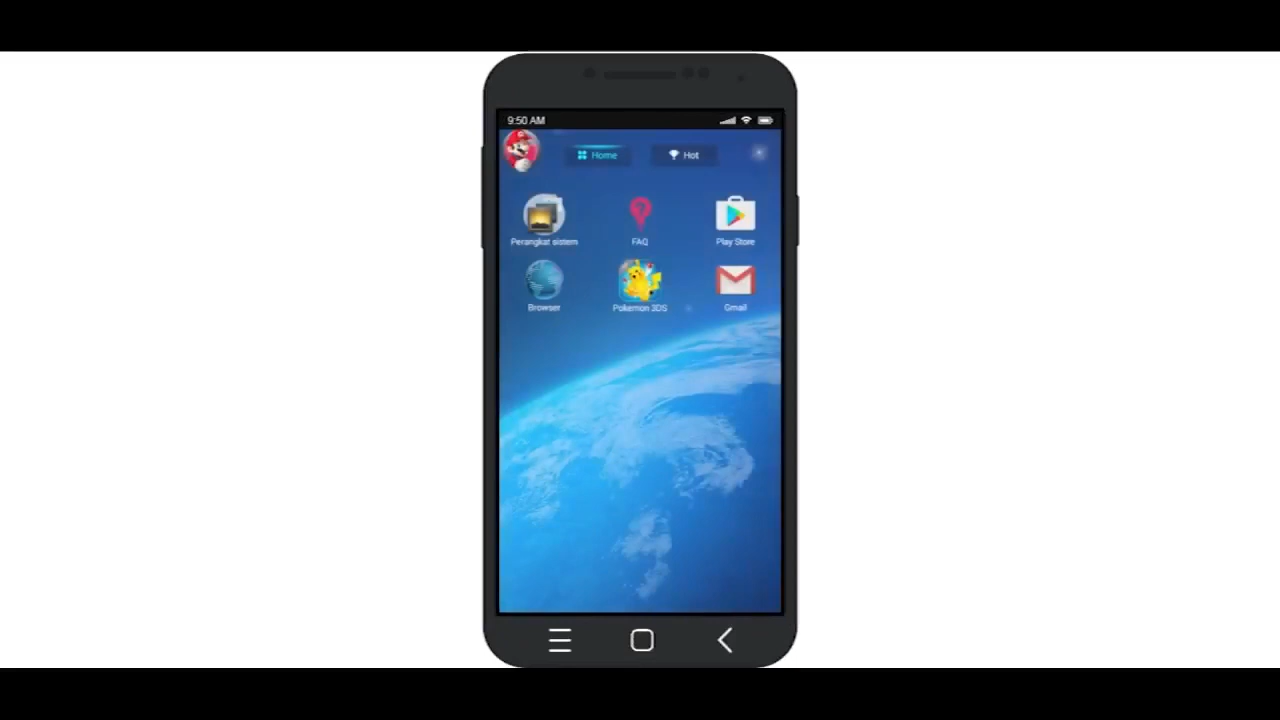 9:50 AM
Home
Hot
Perangkat sistem
FAQ
Play Store
Browser
Pokemon 3DS
Gmail